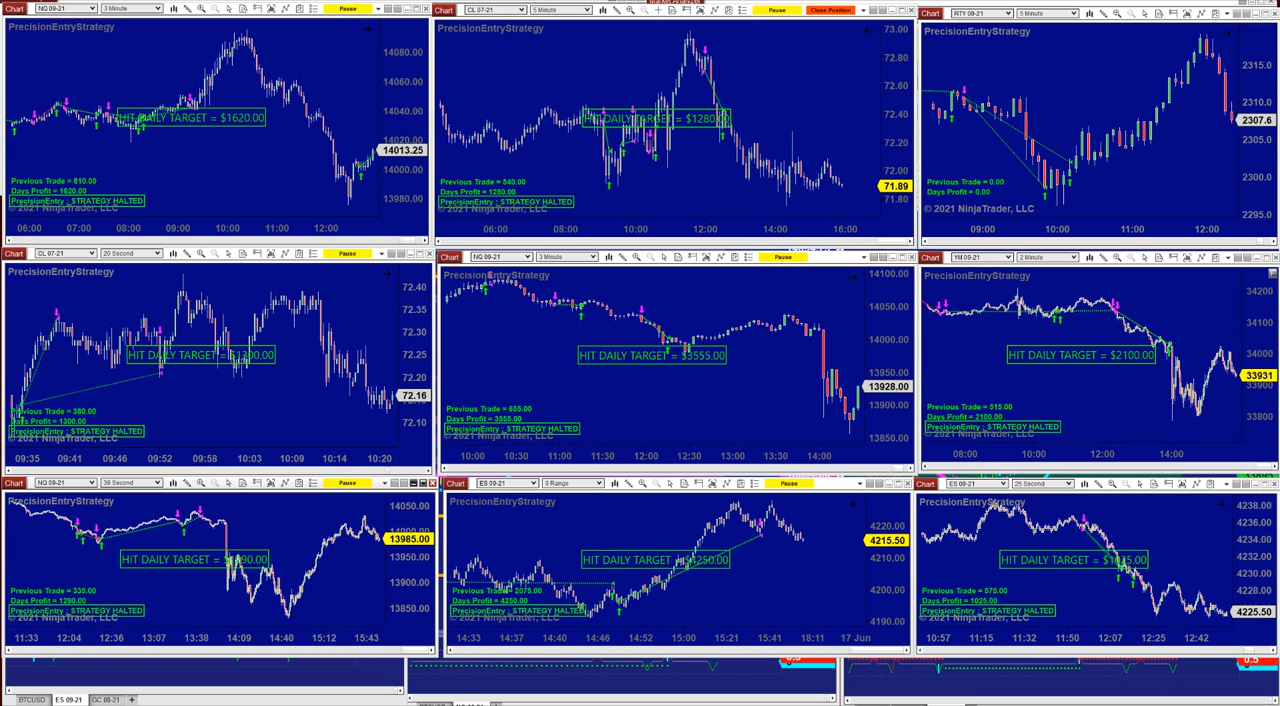 Chart NQ 09-21 3 Minute Pause
PrecisionEntryStrategy
HIT DAILY TARGET = $1620.00
Previous Trade = 810.00
Days Profit = 1620.00
PrecisionEntry : STRATEGY HALTED
© 2021 NinjaTrader, LLC
14080.00
14060.00
14040.00
14020.00
14013.25
14000.00
13980.00
06:00 07:00 08:00 09:00 10:00 11:00 12:00
Chart CL 07-21 5 Minute Pause Close Position
PrecisionEntryStrategy
HIT DAILY TARGET = $1280.00
Previous Trade = 540.00
Days Profit = 1280.00
PrecisionEntry : STRATEGY HALTED
© 2021 NinjaTrader, LLC
73.00
72.80
72.60
72.40
72.20
72.00
71.89
71.80
06:00 08:00 10:00 12:00 14:00 16:00
Chart RTY 09-21 5 Minute
PrecisionEntryStrategy
Previous Trade = 0.00
Days Profit = 0.00
© 2021 NinjaTrader, LLC
2315.0
2310.0
2307.6
2300.0
2295.0
09:00 10:00 11:00 12:00
Chart CL 07-21 20 Second Pause
PrecisionEntryStrategy
HIT DAILY TARGET = $1300.00
Previous Trade = 380.00
Days Profit = 1300.00
PrecisionEntry : STRATEGY HALTED
© 2021 NinjaTrader, LLC
72.40
72.35
72.30
72.25
72.20
72.16
72.10
09:35 09:41 09:46 09:52 09:58 10:03 10:09 10:14 10:20
Chart NQ 09-21 3 Minute Pause
PrecisionEntryStrategy
HIT DAILY TARGET = $3555.00
Previous Trade = 655.00
Days Profit = 3555.00
PrecisionEntry : STRATEGY HALTED
© 2021 NinjaTrader, LLC
14100.00
14050.00
14000.00
13950.00
13928.00
13900.00
13850.00
10:00 10:30 11:00 11:30 12:00 12:30 13:00 13:30 14:00
Chart YM 09-21 2 Minute
PrecisionEntryStrategy
HIT DAILY TARGET = $2100.00
Previous Trade = 515.00
Days Profit = 2100.00
PrecisionEntry : STRATEGY HALTED
© 2021 NinjaTrader, LLC
F
34200
34100
34000
33931
33800
08:00 10:00 12:00 14:00
Chart NQ 09-21 39 Second Pause
PrecisionEntryStrategy
HIT DAILY TARGET =
Previous Trade = 335.00
Days Profit = 1290.00
PrecisionEntry : STRATEGY HALTED
© 2021 NinjaTrader, LLC
14050.00
13985.00
13950.00
13900.00
13850.00
11:33 12:04 12:36 13:07 13:38 14:09 14:40 15:12 15:43
Chart ES 09-21 9 Range Pause
PrecisionEntryStrategy
HIT DAILY TARGET = $4250.00
Previous Trade = 2075.00
Days Profit = 4250.00
PrecisionEntry : STRATEGY HALTED
© 2021 NinjaTrader, LLC
4220.00
4215.50
4210.00
4200.00
4190.00
14:33 14:37 14:40 14:46 14:52 15:00 15:21 15:41 18:11 17 Jun
Chart ES 09-21 25 Second
PrecisionEntryStrategy
HIT DAILY TARGET =
Previous Trade = 575.00
Days Profit = 1025.00
PrecisionEntry : STRATEGY HALTED
© 2021 NinjaTrader, LLC
4238.00
4236.00
4234.00
4232.00
4230.00
4228.00
4225.50
10:57 11:15 11:32 11:50 12:07 12:25 12:42
0.5
BTCUSD ES 09-21 GC 08-21 +